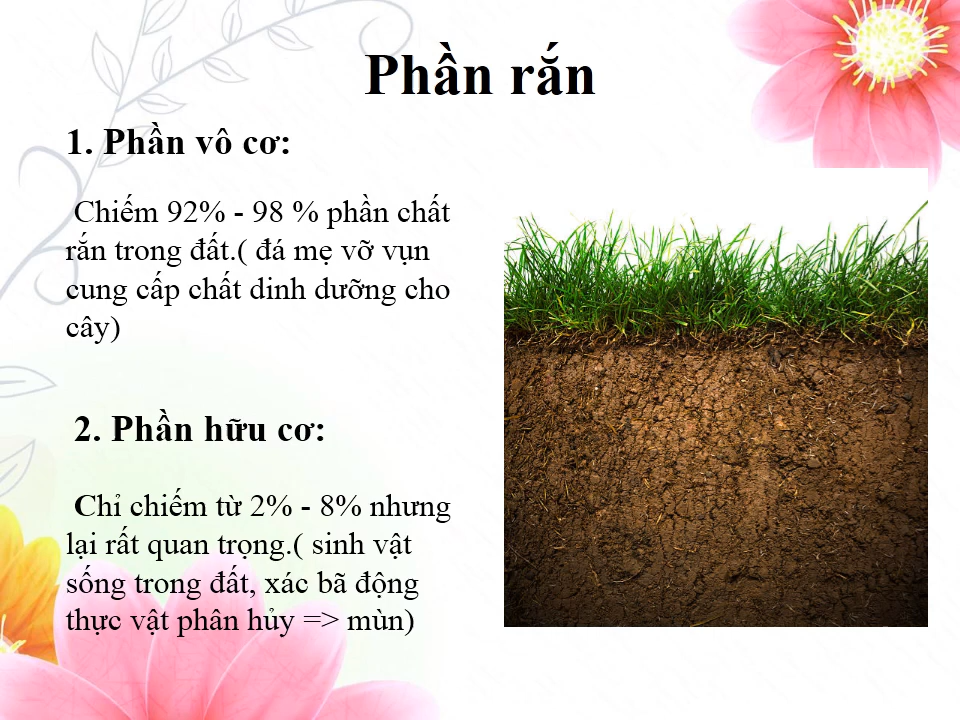 Phần rắn
1. Phần vô cơ:
Chiếm 92% - 98 % phần chất
rắn trong đất.( đá mẹ vỡ vụn
cung cấp chất dinh dưỡng cho
cây)
2. Phần hữu cơ:
Chỉ chiếm từ 2% - 8% nhưng
lại rất quan trọng.( sinh vật
sống trong đất, xác bã động
thực vật phân hủy => mùn)